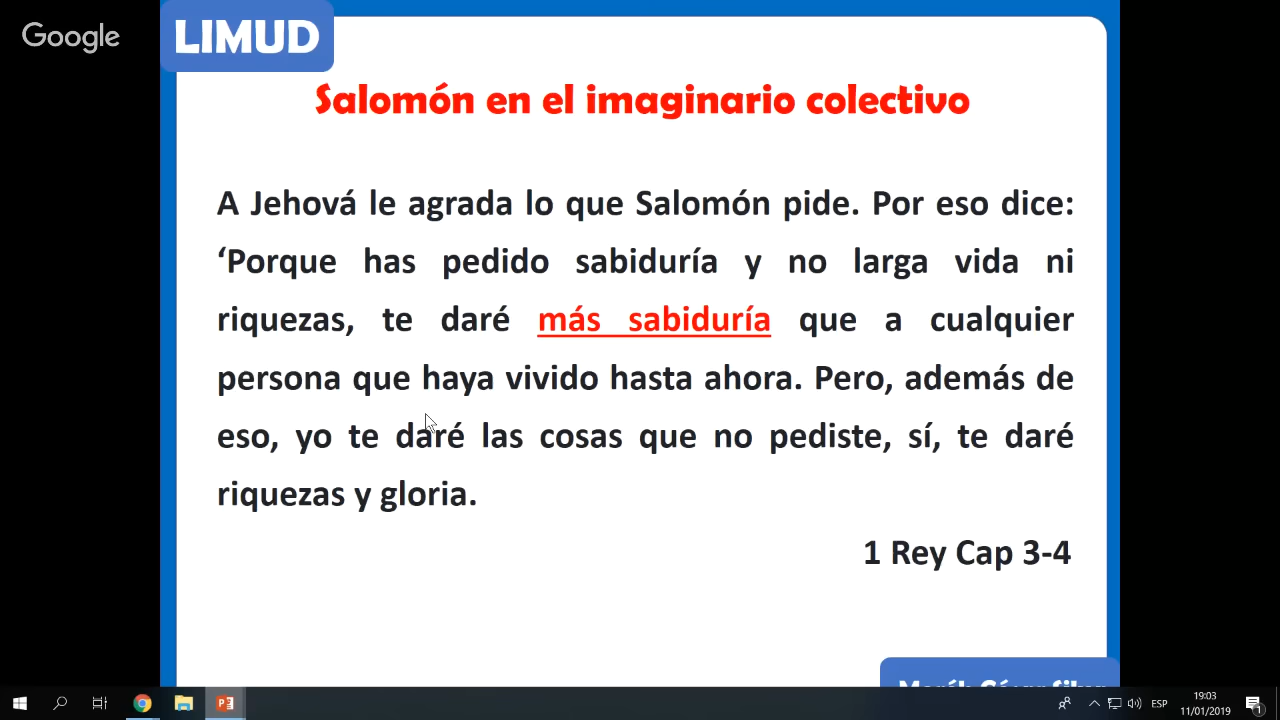 Google
LIMUD
Salomón en el imaginario colectivo
A Jehová le agrada lo que Salomón pide. Por eso dice:
‘Porque has pedido sabiduría y no larga vida ni
riquezas, te daré más sabiduría que a cualquier
persona que haya vivido hasta ahora. Pero, además de
eso, yo te daré las cosas que no pediste, sí, te daré
riquezas y gloria.
1 Rey Cap 3-4
ESP
19:03
11/01/2019
1